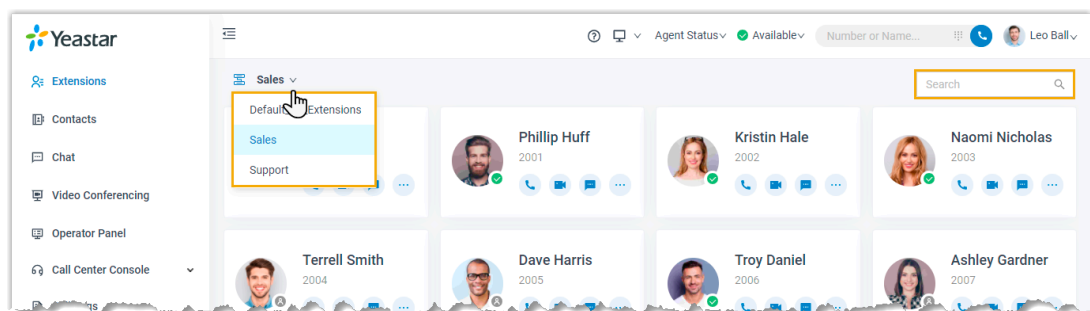 Yeastar
Agent Status
Available
Number or Name...
Leo Ball
Extensions
Contacts
Chat
Video Conferencing
Operator Panel
Call Center Console
Sales
Search
Extensions
Sales
Support
Phillip Huff
2001
Kristin Hale
2002
Naomi Nicholas
2003
Terrell Smith
2004
Dave Harris
2005
Troy Daniel
2006
Ashley Gardner
2007